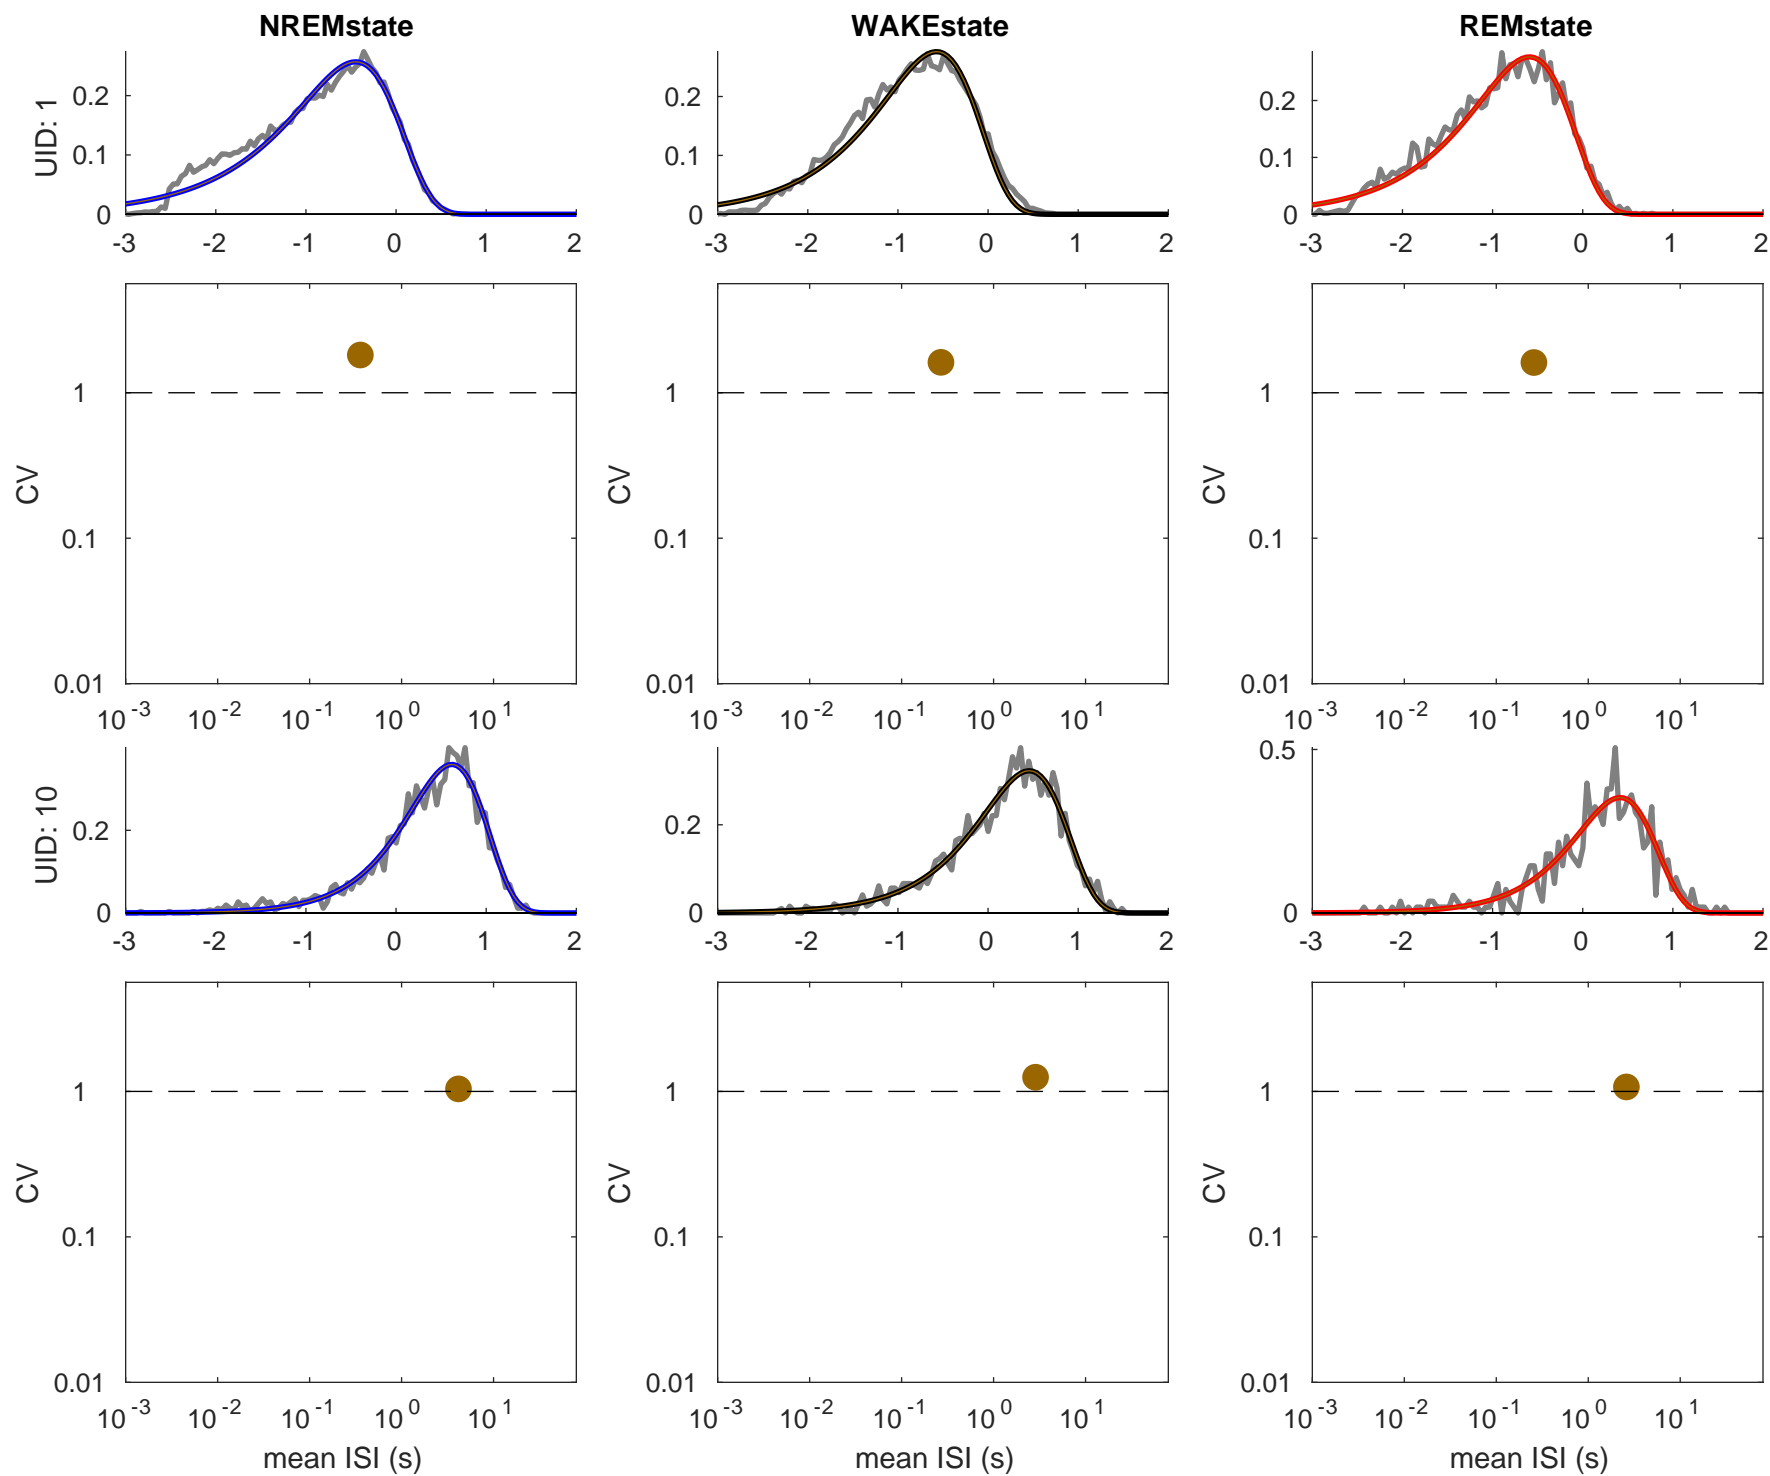 NREMstate WAKEstate REMstate
UID: 1
0.2 0.1 0
0.2 0.1 0
0.2 0.1 0
-3 -2 -1 0 1 2
-3 -2 -1 0 1 2
-3 -2 -1 0 1 2
CV
1 0.1 0.01
CV
1 0.1 0.01
CV
1 0.1 0.01
10^-3 10^-2 10^-1 10^0 10^1
10^-3 10^-2 10^-1 10^0 10^1
10^-3 10^-2 10^-1 10^0 10^1
UID: 10
0.2 0
0.2 0
0.5 0
-3 -2 -1 0 1 2
-3 -2 -1 0 1 2
-3 -2 -1 0 1 2
CV
1 0.1 0.01
CV
1 0.1 0.01
CV
1 0.1 0.01
10^-3 10^-2 10^-1 10^0 10^1
10^-3 10^-2 10^-1 10^0 10^1
10^-3 10^-2 10^-1 10^0 10^1
mean ISI (s) mean ISI (s) mean ISI (s)